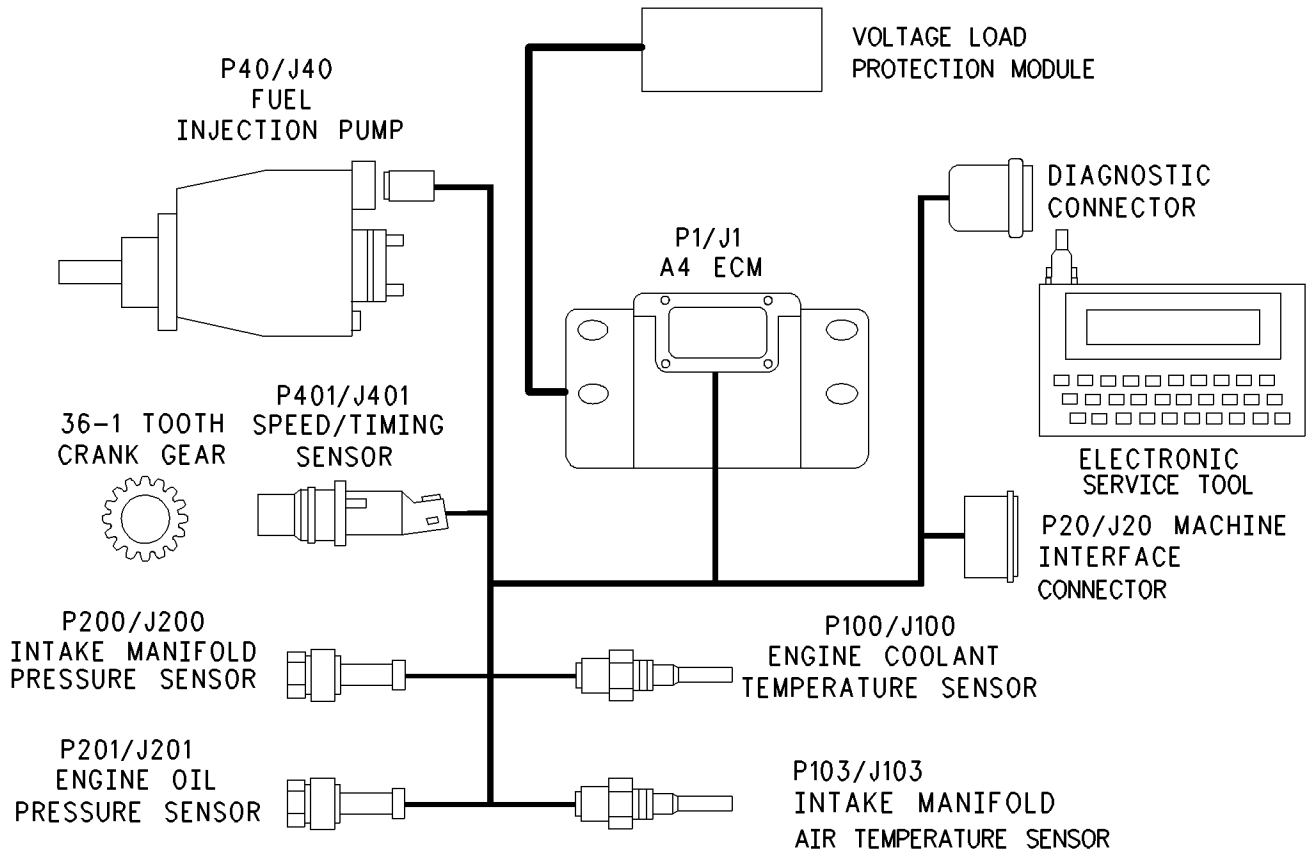 VOLTAGE LOAD
PROTECTION MODULE
P40/J40
FUEL
INJECTION PUMP
DIAGNOSTIC
CONNECTOR
P1/J1
A4 ECM
P401/J401
SPEED/TIMING
SENSOR
36-1 TOOTH
CRANK GEAR
ELECTRONIC
SERVICE TOOL
P20/J20 MACHINE
INTERFACE
CONNECTOR
P200/J200
INTAKE MANIFOLD
PRESSURE SENSOR
P100/J100
ENGINE COOLANT
TEMPERATURE SENSOR
P201/J201
ENGINE OIL
PRESSURE SENSOR
P103/J103
INTAKE MANIFOLD
AIR TEMPERATURE SENSOR